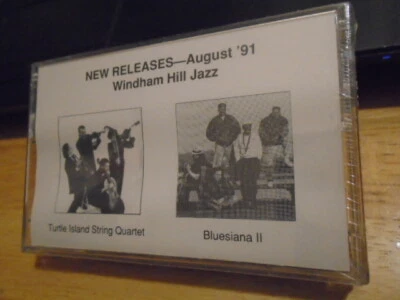 NEW RELEASES—August '91
Windham Hill Jazz
Turtle Island String Quartet
Bluesiana II